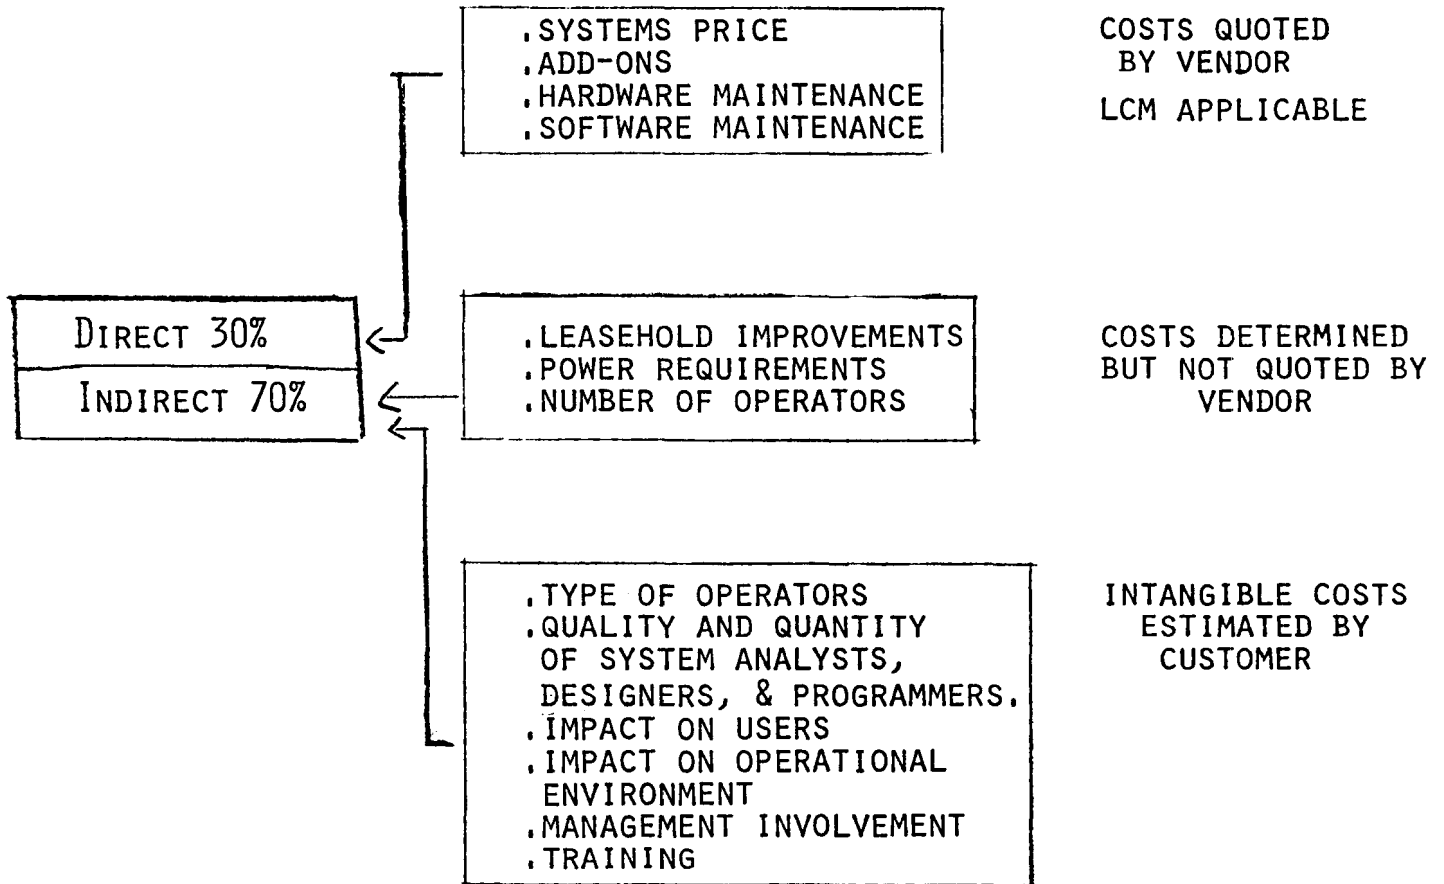 .SYSTEMS PRICE
.ADD-ONS
.HARDWARE MAINTENANCE
.SOFTWARE MAINTENANCE
COSTS QUOTED
BY VENDOR
LCM APPLICABLE
DIRECT 30%
INDIRECT 70%
.LEASEHOLD IMPROVEMENTS
.POWER REQUIREMENTS
.NUMBER OF OPERATORS
COSTS DETERMINED
BUT NOT QUOTED BY
VENDOR
.TYPE OF OPERATORS
.QUALITY AND QUANTITY
OF SYSTEM ANALYSTS,
DESIGNERS, & PROGRAMMERS.
.IMPACT ON USERS
.IMPACT ON OPERATIONAL
ENVIRONMENT
.MANAGEMENT INVOLVEMENT
.TRAINING
INTANGIBLE COSTS
ESTIMATED BY
CUSTOMER